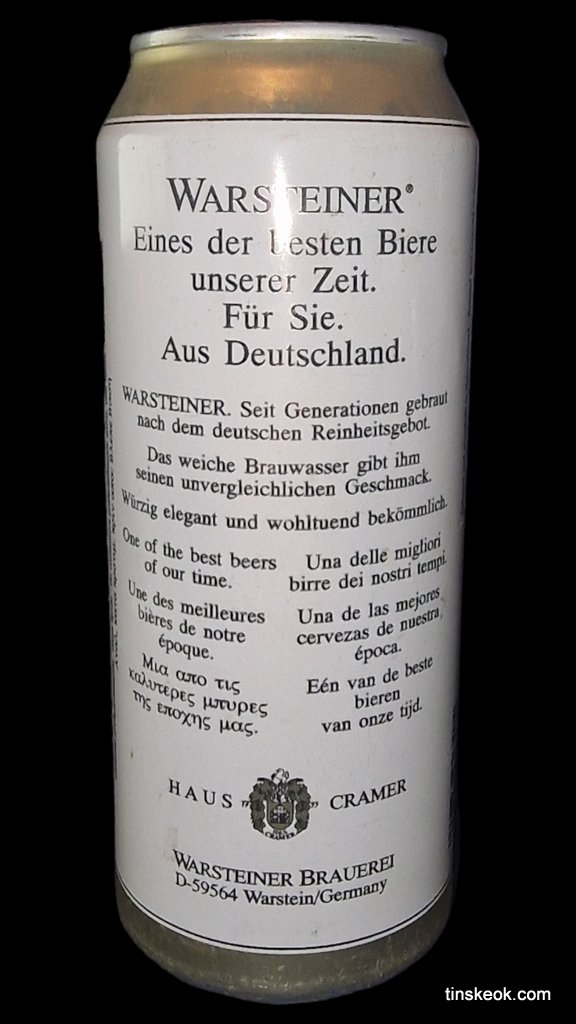 WARSTEINER®
Eines der besten Biere
unserer Zeit.
Für Sie.
Aus Deutschland.
WARSTEINER. Seit Generationen gebraut
nach dem deutschen Reinheitsgebot.
Das weiche Brauwasser gibt ihm
seinen unvergleichlichen Geschmack.
Würzig elegant und wohltuend bekömmlich.
One of the best beers
of our time.
Une des meilleures
bières de notre
époque.
Μια απο τις
καλυτερες μπυρες
της εποχης μας.
Una delle migliori
birre dei nostri tempi.
Una de las mejores
cervezas de nuestra
época.
Eén van de beste
bieren
van onze tijd.
HAUS CRAMER
HAUS
CRAMER
WARSTEINER BRAUEREI
D-59564 Warstein/Germany
tinskeok.com